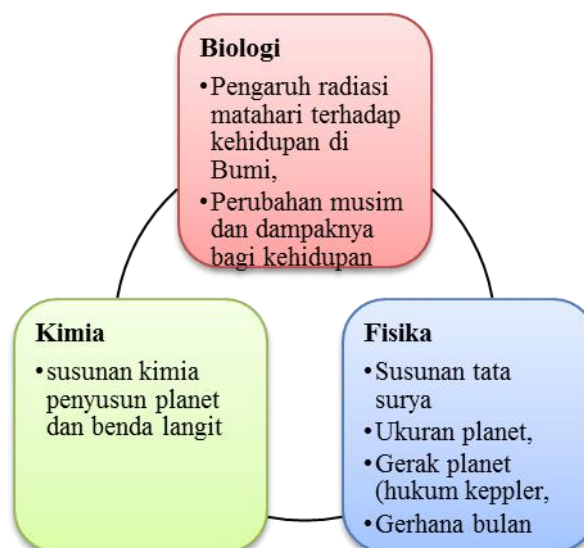 Biologi
•Pengaruh radiasi
matahari terhadap
kehidupan di
Bumi,
•Perubahan musim
dan dampaknya
bagi kehidupan
Kimia
•susunan kimia
penyusun planet
dan benda langit
Fisika
•Susunan tata
surya
•Ukuran planet,
•Gerak planet
(hukum keppler,
•Gerhana bulan